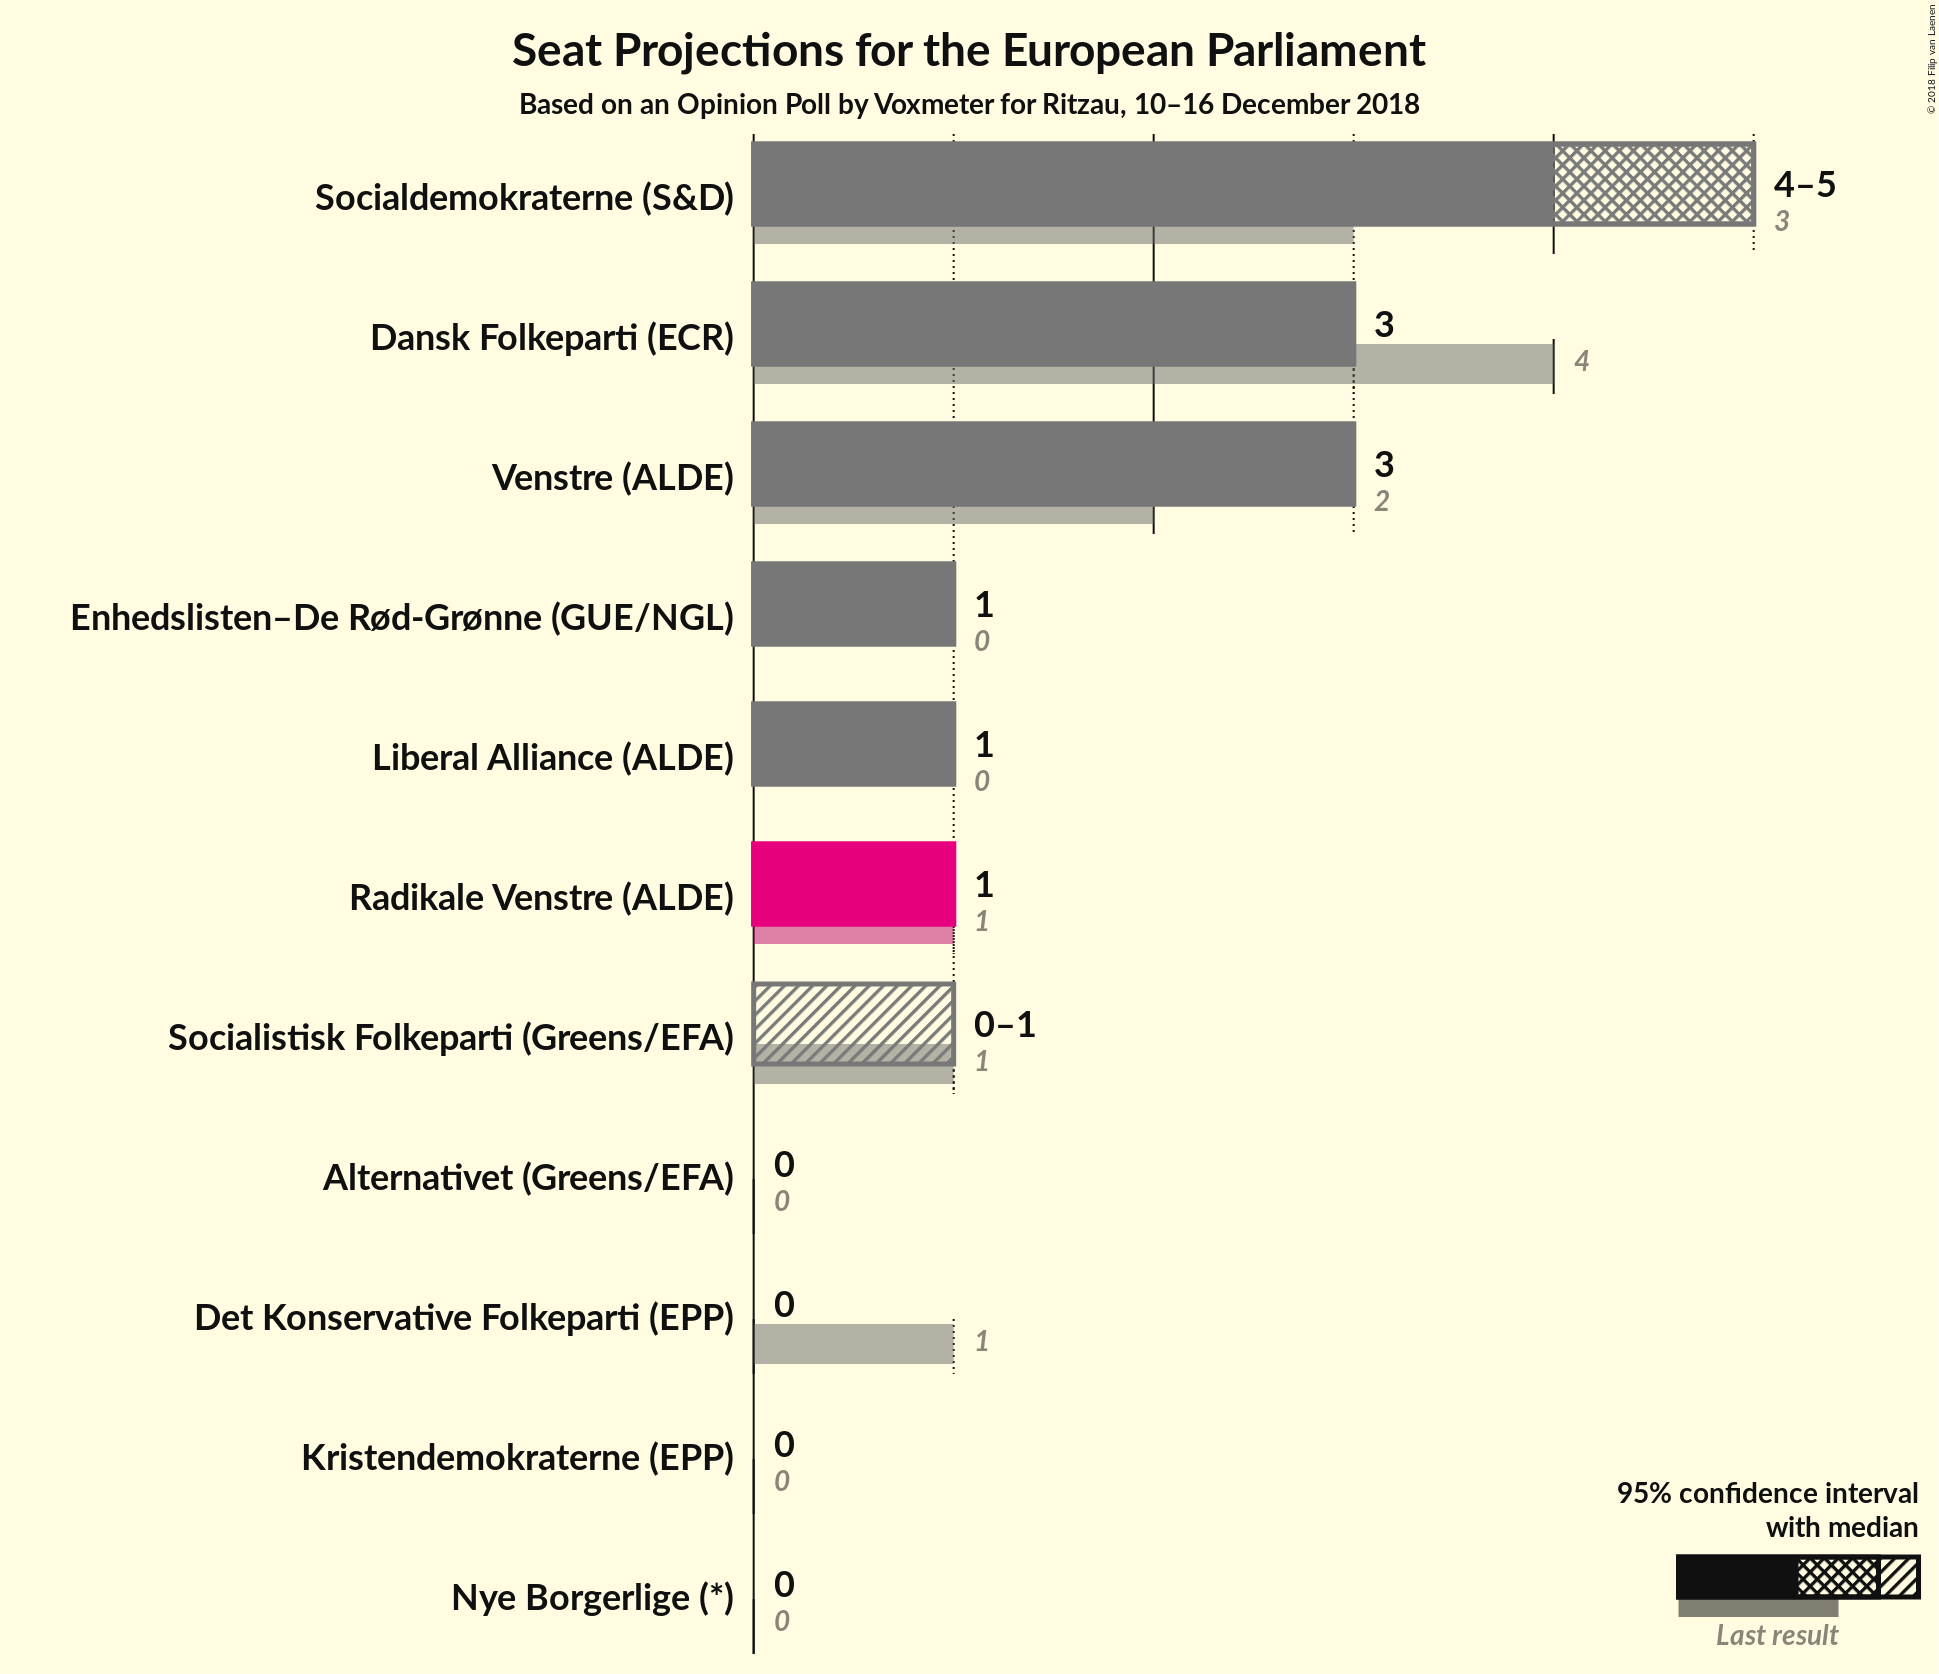 Seat Projections for the European Parliament
Based on an Opinion Poll by Voxmeter for Ritzau, 10–16 December 2018
© 2018 Filip van Laenen
Socialdemokraterne (S&D)
4–5
3
Dansk Folkeparti (ECR)
3
4
Venstre (ALDE)
3
2
Enhedslisten–De Rød-Grønne (GUE/NGL)
1
0
Liberal Alliance (ALDE)
1
0
Radikale Venstre (ALDE)
1
1
Socialistisk Folkeparti (Greens/EFA)
0–1
1
Alternativet (Greens/EFA)
0
0
Det Konservative Folkeparti (EPP)
0
1
Kristendemokraterne (EPP)
0
0
Nye Borgerlige (*)
0
0
95% confidence interval
with median
Last result